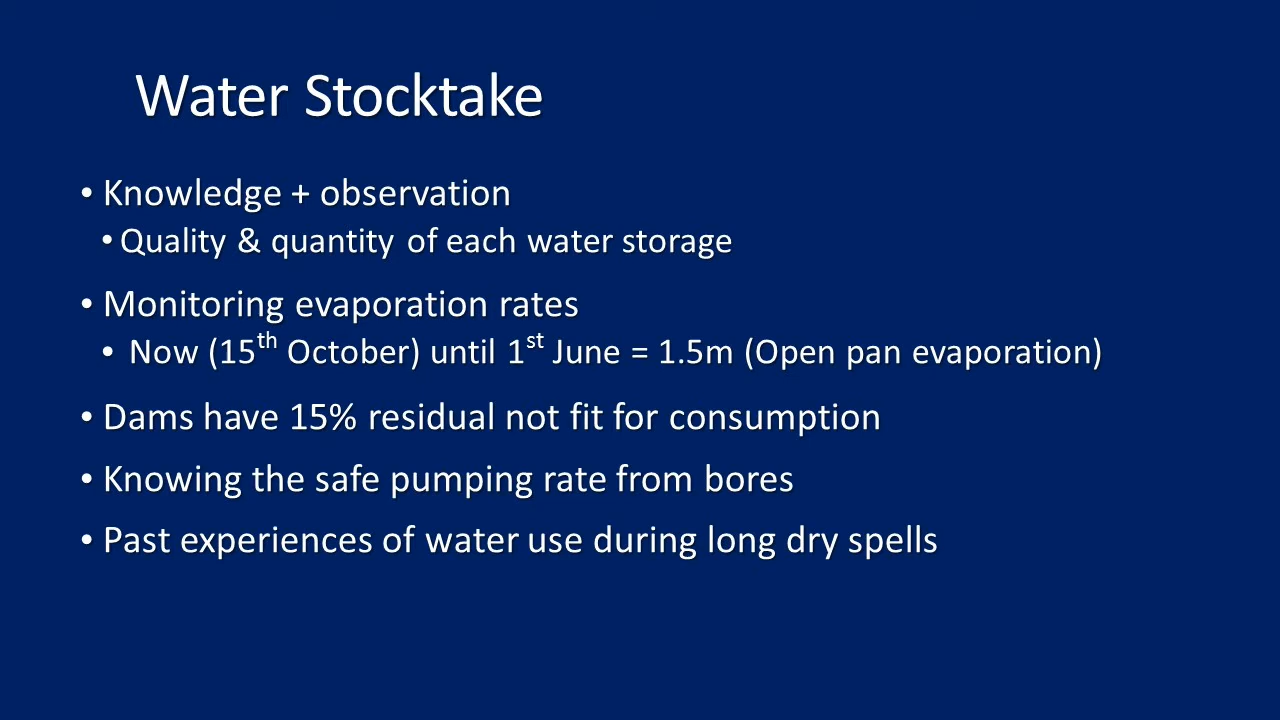 Water Stocktake
• Knowledge + observation
• Quality & quantity of each water storage
• Monitoring evaporation rates
• Now (15th October) until 1st June = 1.5m (Open pan evaporation)
• Dams have 15% residual not fit for consumption
• Knowing the safe pumping rate from bores
• Past experiences of water use during long dry spells